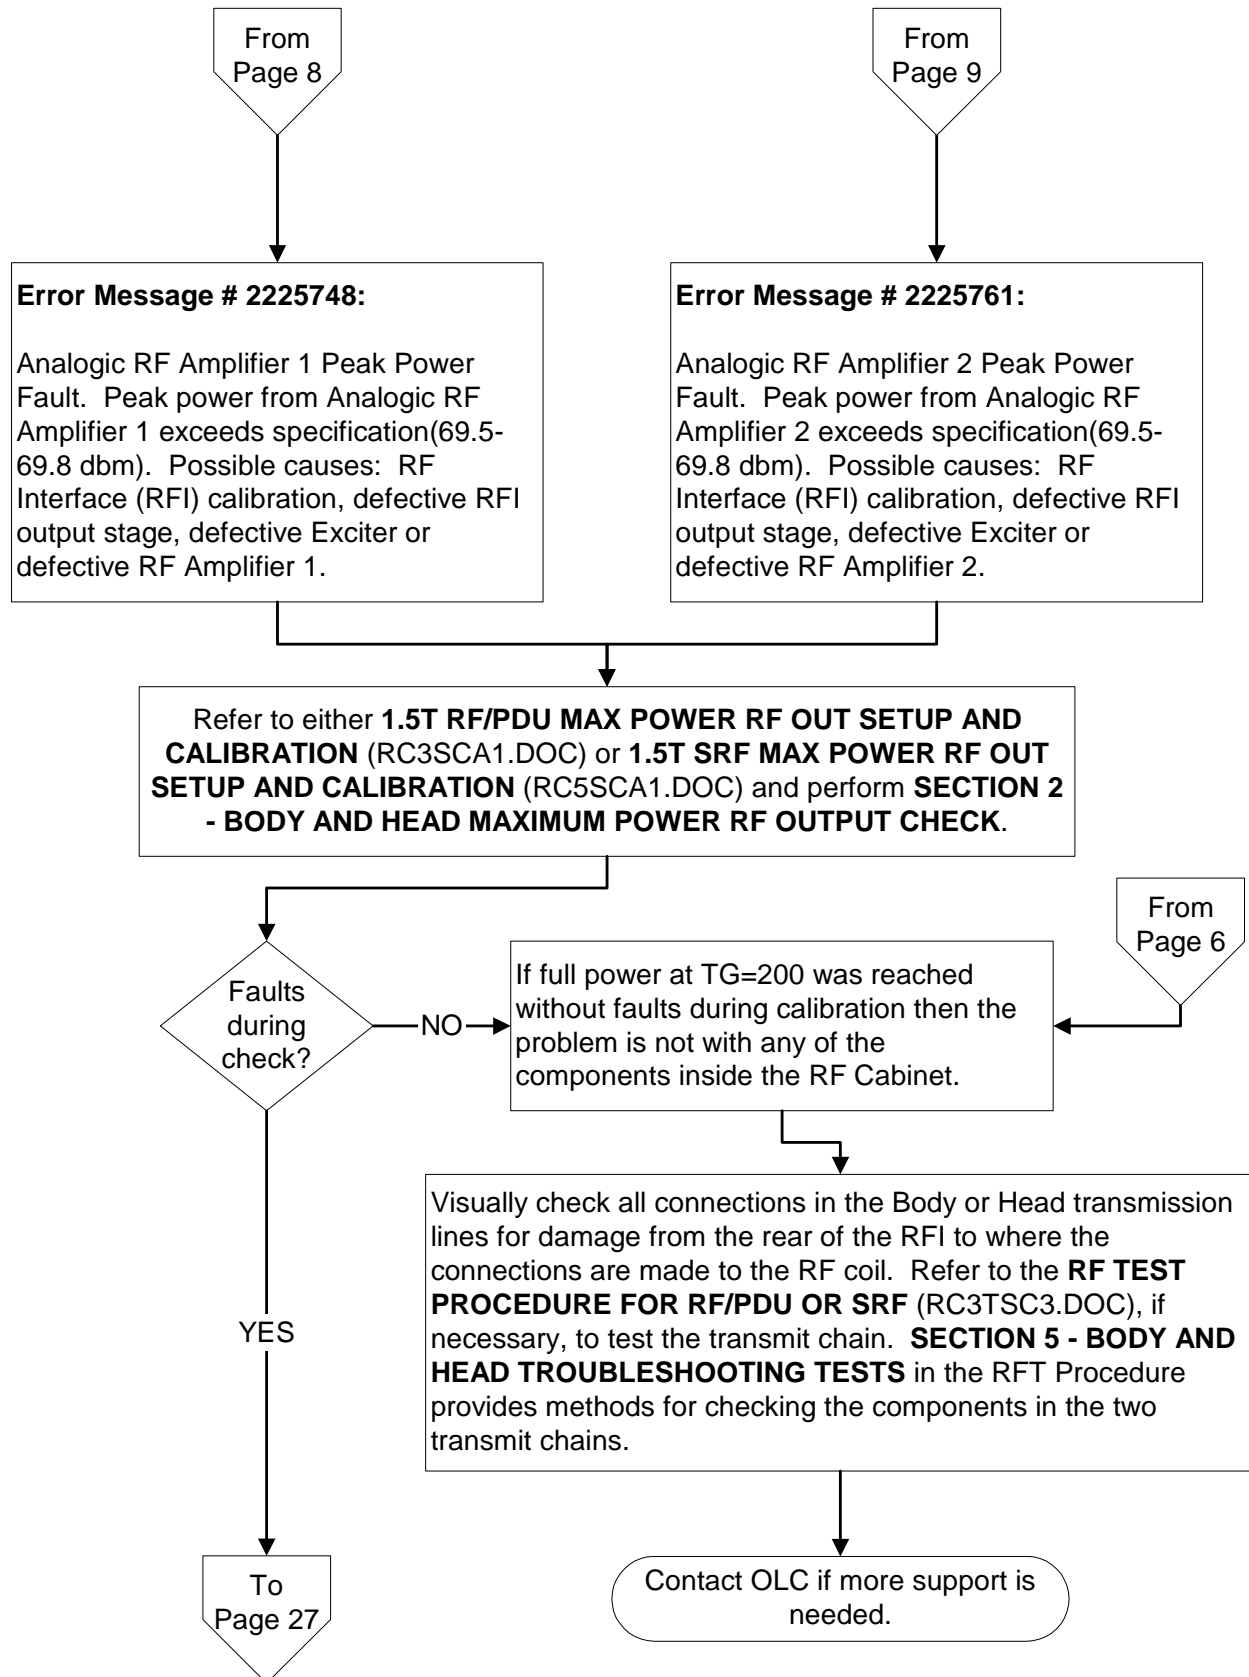 From
Page 8
From
Page 9
Error Message # 2225748:
Analogic RF Amplifier 1 Peak Power
Fault.  Peak power from Analogic RF
Amplifier 1 exceeds specification(69.5-
69.8 dbm).  Possible causes:  RF
Interface (RFI) calibration, defective RFI
output stage, defective Exciter or
defective RF Amplifier 1.
Error Message # 2225761:
Analogic RF Amplifier 2 Peak Power
Fault.  Peak power from Analogic RF
Amplifier 2 exceeds specification(69.5-
69.8 dbm).  Possible causes:  RF
Interface (RFI) calibration, defective RFI
output stage, defective Exciter or
defective RF Amplifier 2.
Refer to either 1.5T RF/PDU MAX POWER RF OUT SETUP AND
CALIBRATION (RC3SCA1.DOC) or 1.5T SRF MAX POWER RF OUT
SETUP AND CALIBRATION (RC5SCA1.DOC) and perform SECTION 2
- BODY AND HEAD MAXIMUM POWER RF OUTPUT CHECK.
From
Page 6
Faults
during
check?
NO
If full power at TG=200 was reached
without faults during calibration then the
problem is not with any of the
components inside the RF Cabinet.
Visually check all connections in the Body or Head transmission
lines for damage from the rear of the RFI to where the
connections are made to the RF coil.  Refer to the RF TEST
PROCEDURE FOR RF/PDU OR SRF (RC3TSC3.DOC), if
necessary, to test the transmit chain.  SECTION 5 - BODY AND
HEAD TROUBLESHOOTING TESTS in the RFT Procedure
provides methods for checking the components in the two
transmit chains.
YES
To
Page 27
Contact OLC if more support is
needed.